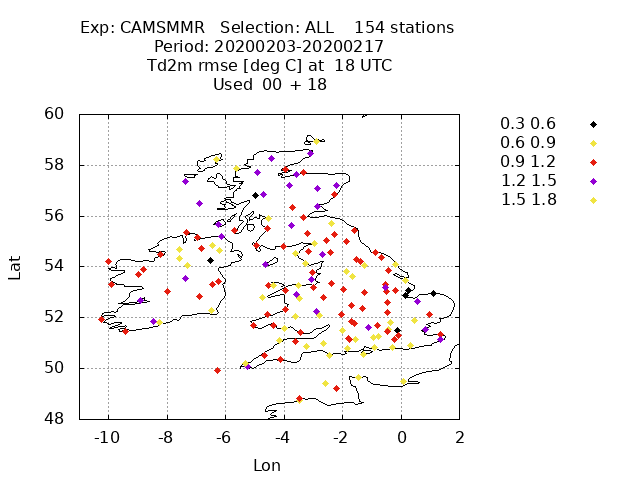 Exp: CAMSMMR Selection: ALL 154 stations
Period: 20200203-20200217
Td2m rmse [deg C] at 18 UTC
Used 00 + 18
60
58
56
54
52
50
48
Lat
-10 -8 -6 -4 -2 0 2
Lon
0.3 0.6
0.6 0.9
0.9 1.2
1.2 1.5
1.5 1.8